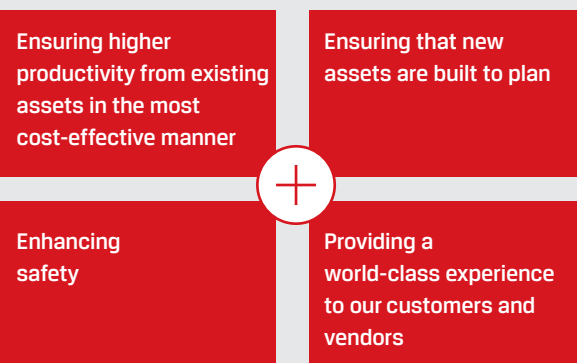 Ensuring higher
productivity from existing
assets in the most
cost-effective manner
Ensuring that new
assets are built to plan
Enhancing
safety
Providing a
world-class experience
to our customers and
vendors